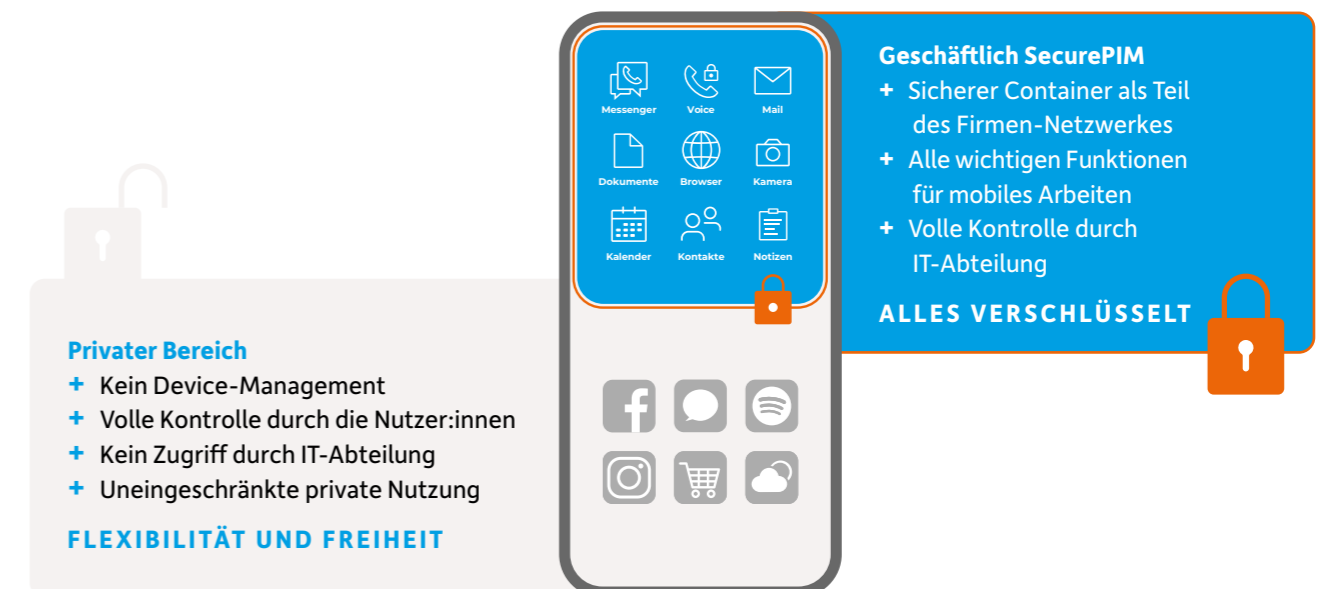 Messenger Voice Mail
Dokumente Browser Kamera
Kalender Kontakte Notizen
Geschäftlich SecurePIM
+ Sicherer Container als Teil
des Firmen-Netzwerkes
+ Alle wichtigen Funktionen
für mobiles Arbeiten
+ Volle Kontrolle durch
IT-Abteilung
ALLES VERSCHLÜSSELT
Privater Bereich
+ Kein Device-Management
+ Volle Kontrolle durch die Nutzer:innen
+ Kein Zugriff durch IT-Abteilung
+ Uneingeschränkte private Nutzung
FLEXIBILITÄT UND FREIHEIT